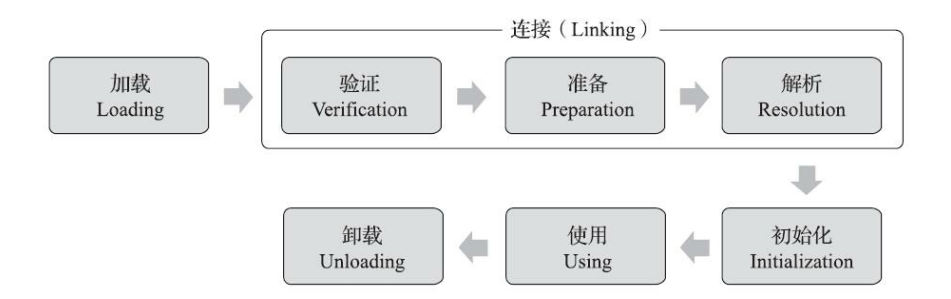 连接（Linking）
加载
Loading
验证
Verification
准备
Preparation
解析
Resolution
初始化
Initialization
使用
Using
卸载
Unloading